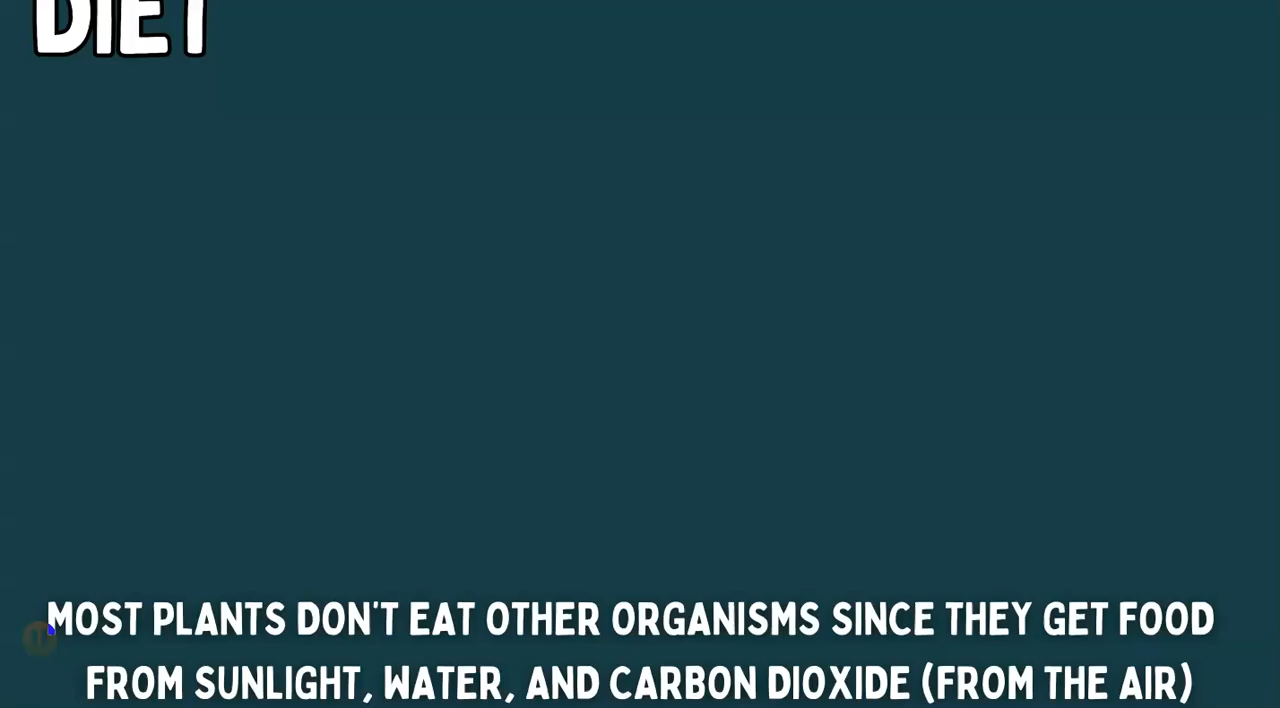 DIET
MOST PLANTS DON'T EAT OTHER ORGANISMS SINCE THEY GET FOOD
FROM SUNLIGHT, WATER, AND CARBON DIOXIDE (FROM THE AIR)